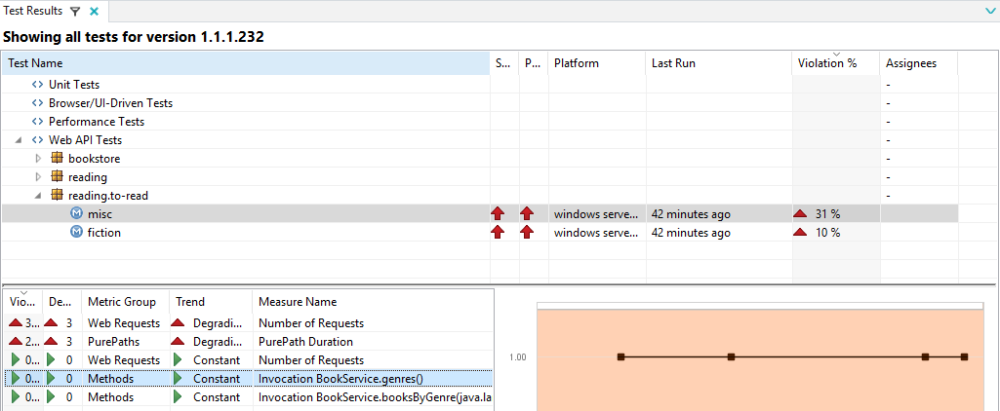 Test Results
Showing all tests for version 1.1.1.232
Test Name S... P... Platform Last Run Violation % Assignees
<> Unit Tests -
<> Browser/UI-Driven Tests -
<> Performance Tests -
<> Web API Tests -
bookstore -
reading -
reading.to-read -
M misc windows serve... 42 minutes ago 31 %
M fiction windows serve... 42 minutes ago 10 %
Vio... De... Metric Group Trend Measure Name
3... 3 Web Requests Degradi... Number of Requests
2... 3 PurePaths Degradi... PurePath Duration
0... 0 Web Requests Constant Number of Requests
0... 0 Methods Constant Invocation BookService.genres()
0... 0 Methods Constant Invocation BookService.booksByGenre(java.la
1.00